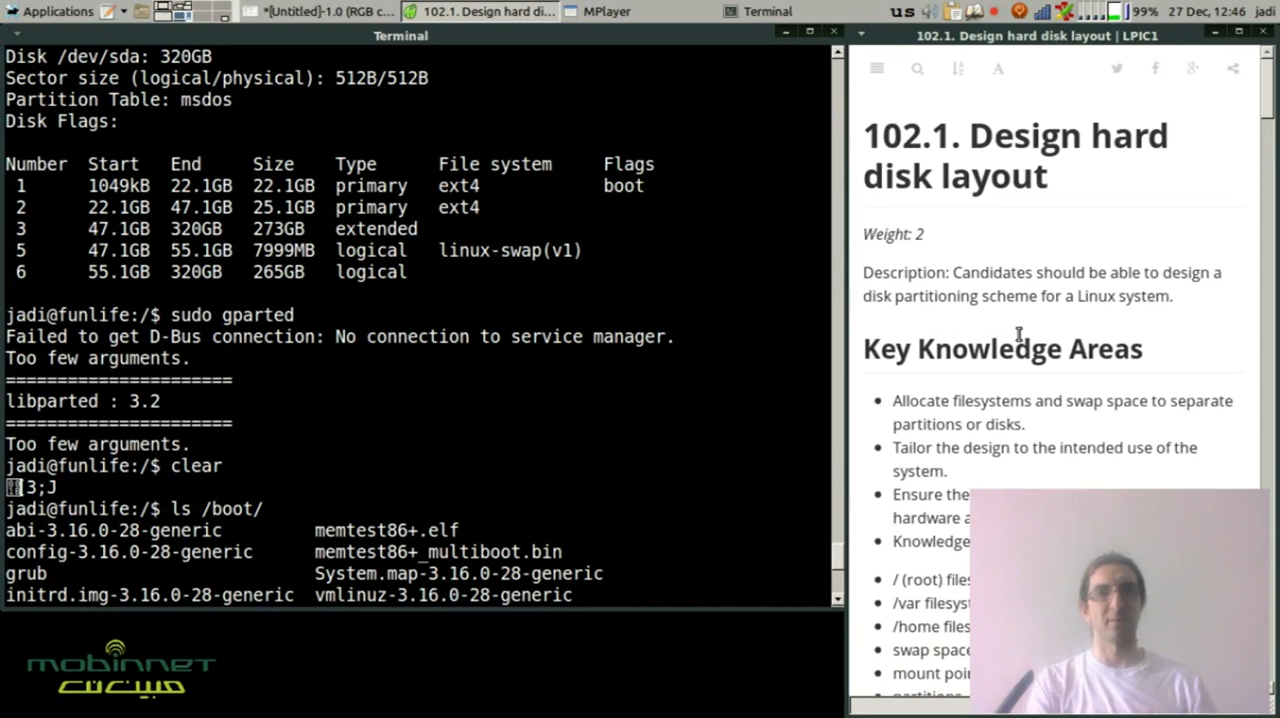 Applications
*[Untitled]-1.0 (RGB c...
102.1. Design hard di...
MPlayer
Terminal
us
99%
27 Dec, 12:46
jadi
Terminal
Disk /dev/sda: 320GB
Sector size (logical/physical): 512B/512B
Partition Table: msdos
Disk Flags:
Number Start End Size Type File system Flags
1 1049kB 22.1GB 22.1GB primary ext4 boot
2 22.1GB 47.1GB 25.1GB primary ext4
3 47.1GB 320GB 273GB extended
5 47.1GB 55.1GB 7999MB logical linux-swap(v1)
6 55.1GB 320GB 265GB logical
jadi@funlife:/$ sudo gparted
Failed to get D-Bus connection: No connection to service manager.
Too few arguments.
======================
libparted : 3.2
======================
Too few arguments.
jadi@funlife:/$ clear
[3;J
jadi@funlife:/$ ls /boot/
abi-3.16.0-28-generic memtest86+.elf
config-3.16.0-28-generic memtest86+_multiboot.bin
grub System.map-3.16.0-28-generic
initrd.img-3.16.0-28-generic vmlinuz-3.16.0-28-generic
mobinnet
مبین نت
102.1. Design hard disk layout | LPIC1
102.1. Design hard
disk layout
Weight: 2
Description: Candidates should be able to design a
disk partitioning scheme for a Linux system.
Key Knowledge Areas
• Allocate filesystems and swap space to separate
partitions or disks.
• Tailor the design to the intended use of the
system.
• Ensure the
hardware a
• Knowledge
• / (root) files
• /var filesyst
• /home files
• swap space
• mount poin
• partitions